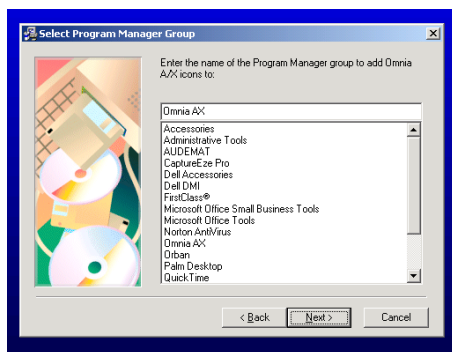 Select Program Manager Group
Enter the name of the Program Manager group to add Omnia
A/X icons to:
Omnia AX
Accessories
Administrative Tools
AUDEMAT
CaptureEze Pro
Dell Accessories
Dell DMI
FirstClass®
Microsoft Office Small Business Tools
Microsoft Office Tools
Norton AntiVirus
Omnia AX
Orban
Palm Desktop
QuickTime
< Back
Next >
Cancel